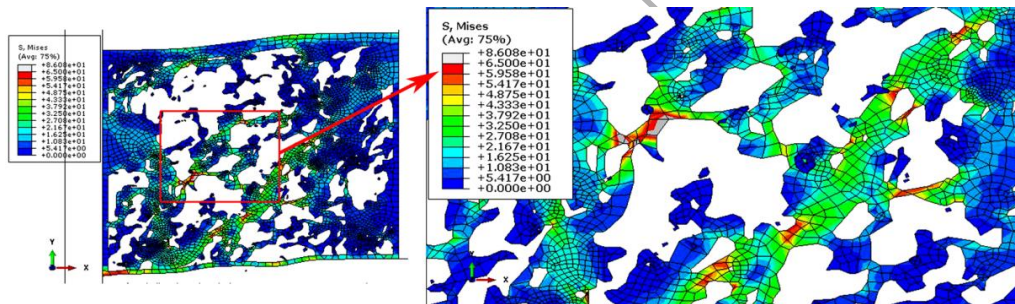 S, Mises
(Avg: 75%)
+8.608e+01
+6.500e+01
+5.958e+01
+5.417e+01
+4.875e+01
+4.333e+01
+3.792e+01
+3.250e+01
+2.708e+01
+2.167e+01
+1.625e+01
+1.083e+01
+5.417e+00
+0.000e+00
Y
X
S, Mises
(Avg: 75%)
+8.608e+01
+6.500e+01
+5.958e+01
+5.417e+01
+4.875e+01
+4.333e+01
+3.792e+01
+3.250e+01
+2.708e+01
+2.167e+01
+1.625e+01
+1.083e+01
+5.417e+00
+0.000e+00
X